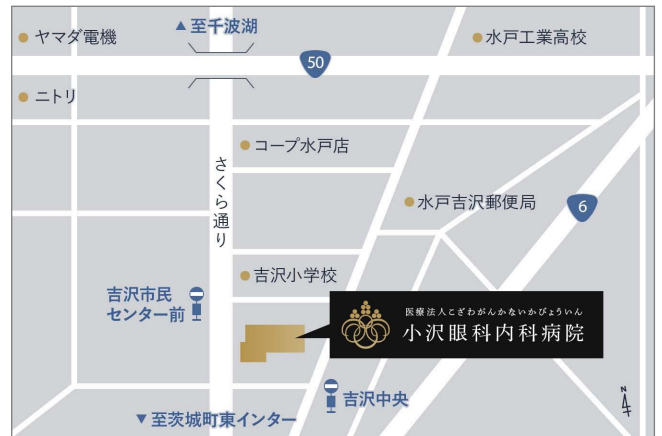 ▲至千波湖
ヤマダ電機
水戸工業高校
50
ニトリ
コープ水戸店
さくら通り
水戸吉沢郵便局
6
吉沢小学校
吉沢市民
センター前
医療法人こざわがんかないかびょういん
小沢眼科内科病院
N
吉沢中央
▼至茨城町東インター